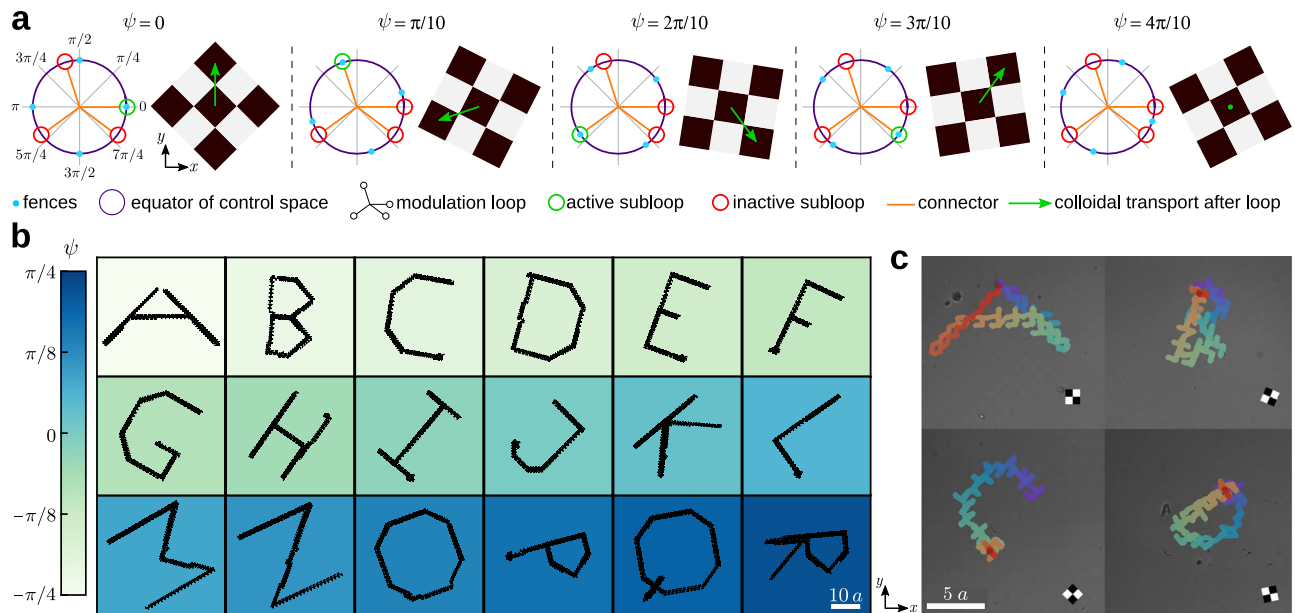 a
ψ = 0
ψ = π/10
ψ = 2π/10
ψ = 3π/10
ψ = 4π/10
π/2
3π/4
π/4
π
0
5π/4
7π/4
3π/2
y
x
fences
equator of control space
modulation loop
active subloop
inactive subloop
connector
colloidal transport after loop
b
ψ
π/4
π/8
0
−π/8
−π/4
A B C D E F
G H I J K L
M N O P Q R
10 a
y
x
c
5 a